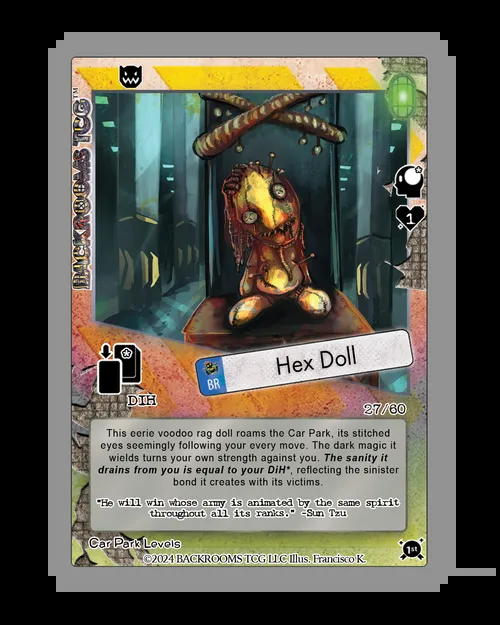 BACKROOMS TCG™
1
Hex Doll
BR
DIH
27/60
This eerie voodoo rag doll roams the Car Park, its stitched
eyes seemingly following your every move. The dark magic it
wields turns your own strength against you. The sanity it
drains from you is equal to your DiH*, reflecting the sinister
bond it creates with its victims.
"He will win whose army is animated by the same spirit
throughout all its ranks." -Sun Tzu
Car Park Levels
1st
©2024 BACKROOMS TCG LLC Illus. Francisco K.